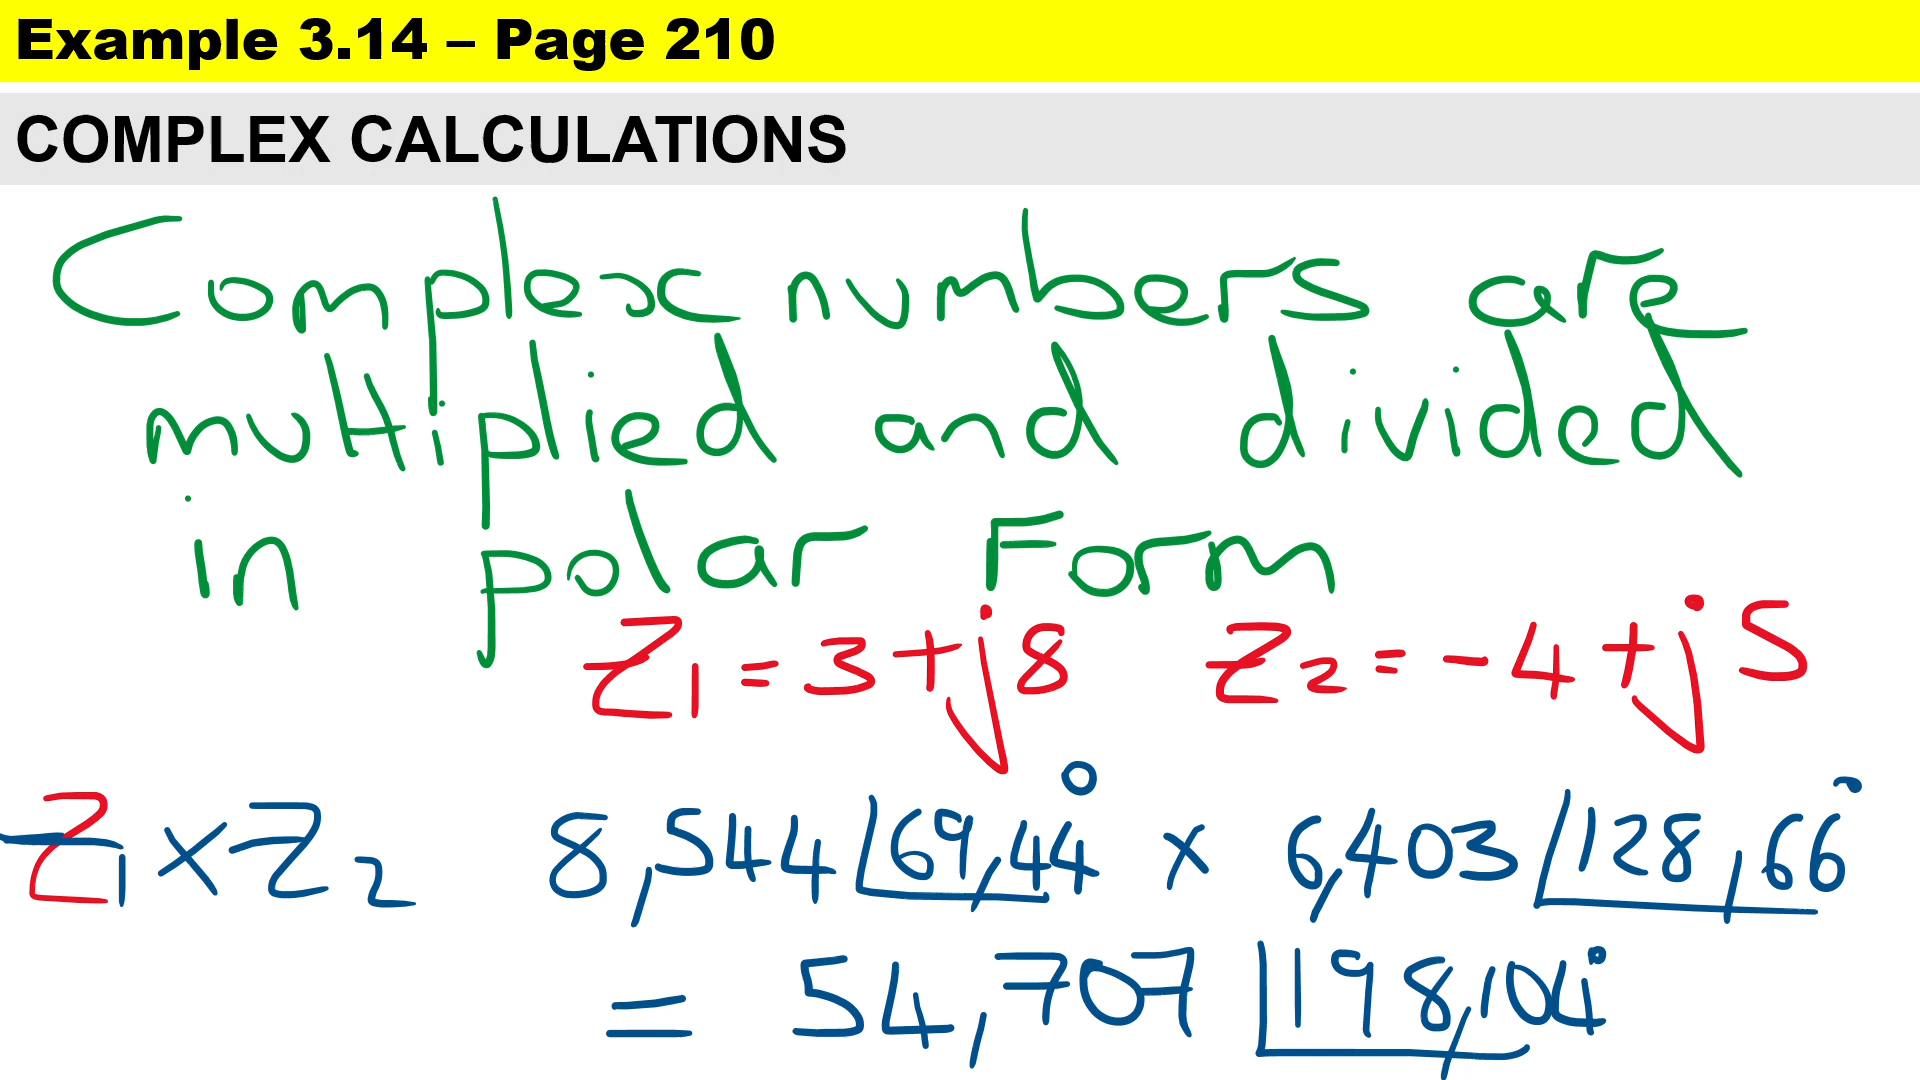 Example 3.14 – Page 210
COMPLEX CALCULATIONS
Complex numbers are
multiplied and divided
in polar Form
Z₁ = 3 + j8 Z₂ = -4 + j5
Z₁ × Z₂ 8,544∠69,44° × 6,403∠128,66°
= 54,707∠198,104°